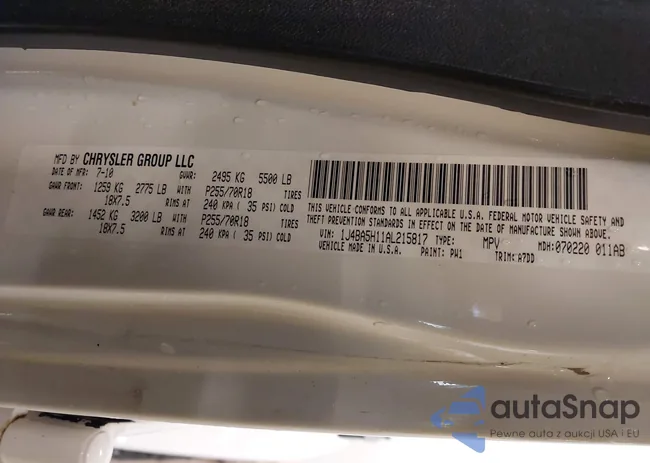 MFD BY CHRYSLER GROUP LLC
DATE OF MFR: 7-10 GVWR: 2495 KG 5500 LB
GAWR FRONT: 1259 KG 2775 LB WITH P255/70R18 TIRES
18X7.5 RIMS AT 240 KPA ( 35 PSI) COLD
GAWR REAR: 1452 KG 3200 LB WITH P255/70R18 TIRES
18X7.5 RIMS AT 240 KPA ( 35 PSI) COLD
THIS VEHICLE CONFORMS TO ALL APPLICABLE U.S.A. FEDERAL MOTOR VEHICLE SAFETY AND
THEFT PREVENTION STANDARDS IN EFFECT ON THE DATE OF MANUFACTURE SHOWN ABOVE.
VIN: 1J4BA5H11AL215817 TYPE: MPV MDH: 070220 011AB
VEHICLE MADE IN U.S.A. PAINT: PW1 TRIM: A7DD
autaSnap
Pewne auta z aukcji USA i EU